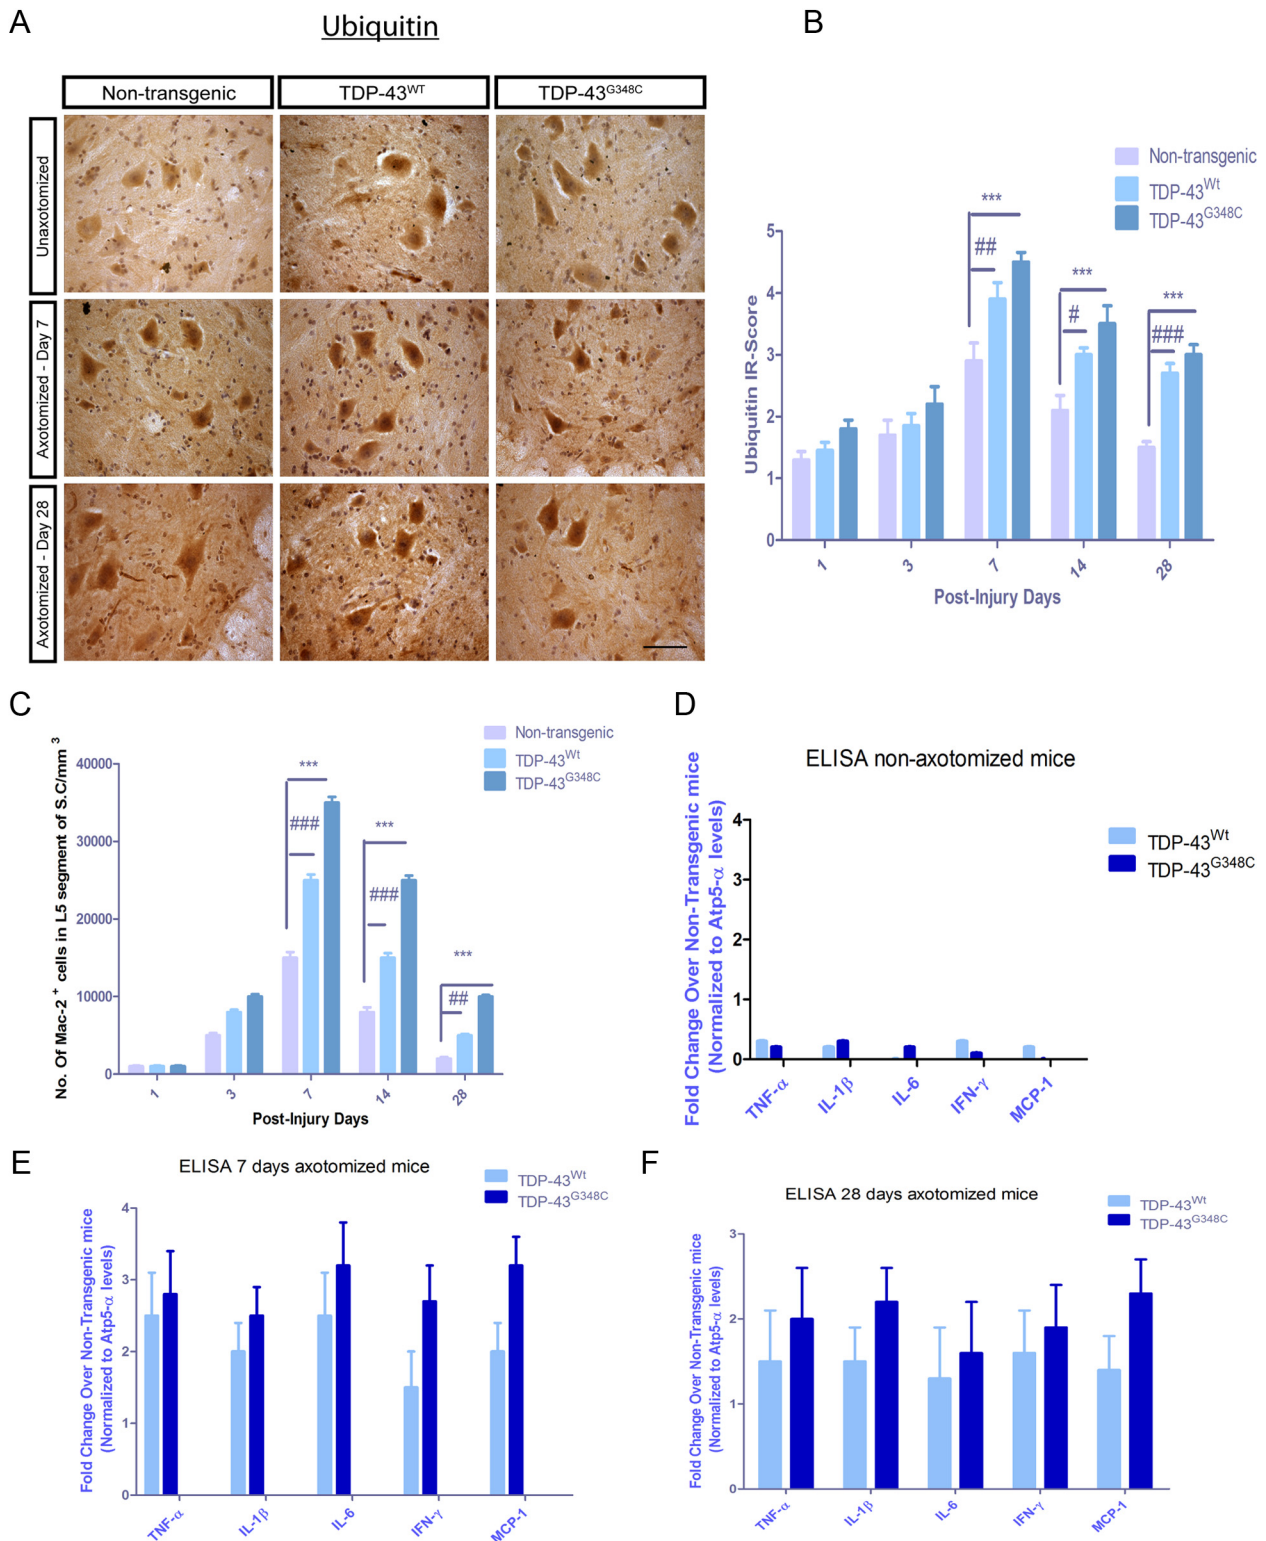 A
Ubiquitin
Non-transgenic
TDP-43WT
TDP-43G348C
Unaxotomized
Axotomized - Day 7
Axotomized - Day 28
B
Non-transgenic
TDP-43Wt
TDP-43G348C
Ubiquitin IR-Score
5
4
3
2
1
0
***
##
***
#
***
###
1
3
7
14
28
Post-Injury Days
C
Non-transgenic
TDP-43Wt
TDP-43G348C
No. Of Mac-2 + cells in L5 segment of S.C/mm 3
40000
30000
20000
10000
0
***
###
***
###
***
##
1
3
7
14
28
Post-Injury Days
D
ELISA non-axotomized mice
TDP-43Wt
TDP-43G348C
Fold Change Over Non-Transgenic mice
(Normalized to Atp5-α levels)
4
3
2
1
0
TNF-α
IL-1β
IL-6
IFN-γ
MCP-1
E
ELISA 7 days axotomized mice
TDP-43Wt
TDP-43G348C
Fold Change Over Non-Transgenic mice
(Normalized to Atp5-α levels)
4
3
2
1
0
TNF-α
IL-1β
IL-6
IFN-γ
MCP-1
F
ELISA 28 days axotomized mice
TDP-43Wt
TDP-43G348C
Fold Change Over Non-Transgenic mice
(Normalized to Atp5-α levels)
3
2
1
0
TNF-α
IL-1β
IL-6
IFN-γ
MCP-1